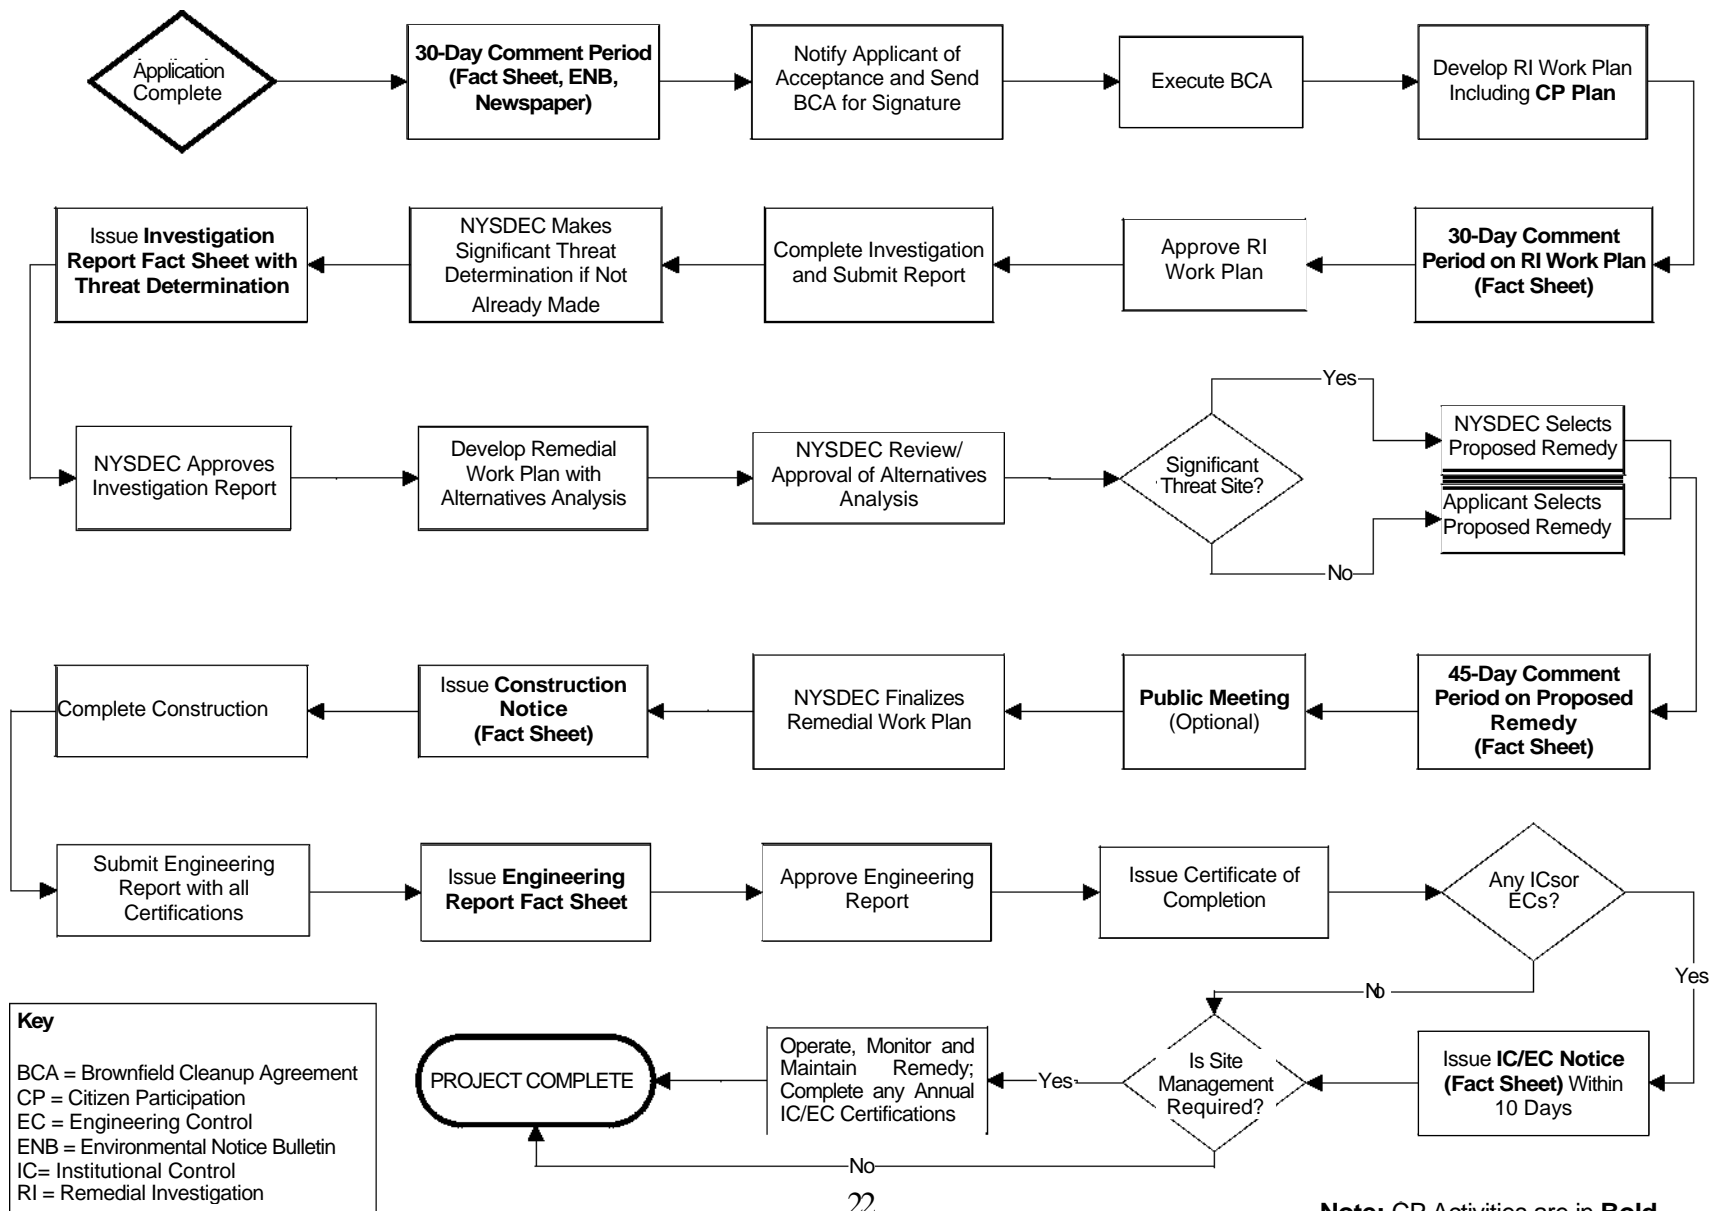 Application
Complete
30-Day Comment Period
(Fact Sheet, ENB,
Newspaper)
Notify Applicant of
Acceptance and Send
BCA for Signature
Execute BCA
Develop RI Work Plan
Including CP Plan
Issue Investigation
Report Fact Sheet with
Threat Determination
NYSDEC Makes
Significant Threat
Determination if Not
Already Made
Complete Investigation
and Submit Report
Approve RI
Work Plan
30-Day Comment
Period on RI Work Plan
(Fact Sheet)
NYSDEC Approves
Investigation Report
Develop Remedial
Work Plan with
Alternatives Analysis
NYSDEC Review/
Approval of Alternatives
Analysis
Significant
Threat Site?
Yes
No
NYSDEC Selects
Proposed Remedy
Applicant Selects
Proposed Remedy
Complete Construction
Issue Construction
Notice
(Fact Sheet)
NYSDEC Finalizes
Remedial Work Plan
Public Meeting
(Optional)
45-Day Comment
Period on Proposed
Remedy
(Fact Sheet)
Submit Engineering
Report with all
Certifications
Issue Engineering
Report Fact Sheet
Approve Engineering
Report
Issue Certificate of
Completion
Any ICsor
ECs?
Yes
No
Key
BCA = Brownfield Cleanup Agreement
CP = Citizen Participation
EC = Engineering Control
ENB = Environmental Notice Bulletin
IC= Institutional Control
RI = Remedial Investigation
PROJECT COMPLETE
Operate, Monitor and
Maintain Remedy;
Complete any Annual
IC/EC Certifications
Yes
Is Site
Management
Required?
Issue IC/EC Notice
(Fact Sheet) Within
10 Days
No
22
Note: CP Activities are in Bold